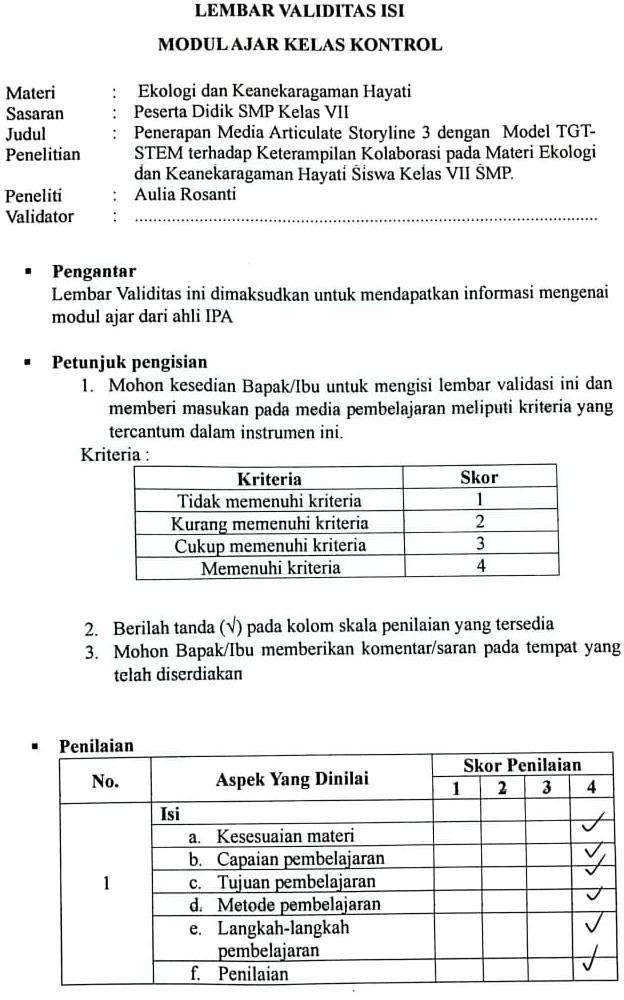 LEMBAR VALIDITAS ISI
MODUL AJAR KELAS KONTROL
Materi : Ekologi dan Keanekaragaman Hayati
Sasaran : Peserta Didik SMP Kelas VII
Judul : Penerapan Media Articulate Storyline 3 dengan Model TGT-
Penelitian STEM terhadap Keterampilan Kolaborasi pada Materi Ekologi
dan Keanekaragaman Hayati Siswa Kelas VII SMP.
Peneliti : Aulia Rosanti
Validator : ....................................................................................
▪ Pengantar
Lembar Validitas ini dimaksudkan untuk mendapatkan informasi mengenai
modul ajar dari ahli IPA
▪ Petunjuk pengisian
1. Mohon kesedian Bapak/Ibu untuk mengisi lembar validasi ini dan
memberi masukan pada media pembelajaran meliputi kriteria yang
tercantum dalam instrumen ini.
Kriteria :
Kriteria Skor
Tidak memenuhi kriteria 1
Kurang memenuhi kriteria 2
Cukup memenuhi kriteria 3
Memenuhi kriteria 4
2. Berilah tanda (√) pada kolom skala penilaian yang tersedia
3. Mohon Bapak/Ibu memberikan komentar/saran pada tempat yang
telah diserdiakan
▪ Penilaian
No. Aspek Yang Dinilai Skor Penilaian
1 2 3 4
Isi
a. Kesesuaian materi ✓
b. Capaian pembelajaran ✓
1 c. Tujuan pembelajaran ✓
d. Metode pembelajaran ✓
e. Langkah-langkah ✓
pembelajaran
f. Penilaian ✓